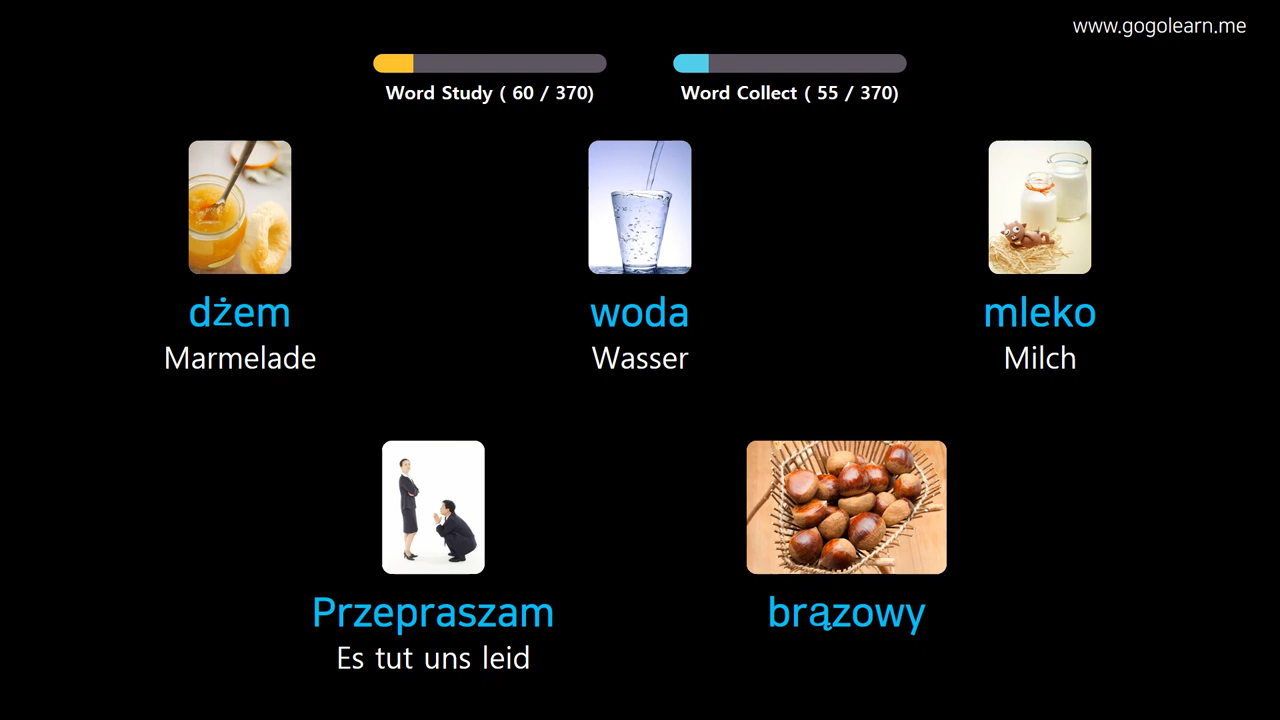 www.gogolearn.me
Word Study ( 60 / 370)
Word Collect ( 55 / 370)
dżem
Marmelade
woda
Wasser
mleko
Milch
Przepraszam
Es tut uns leid
brązowy